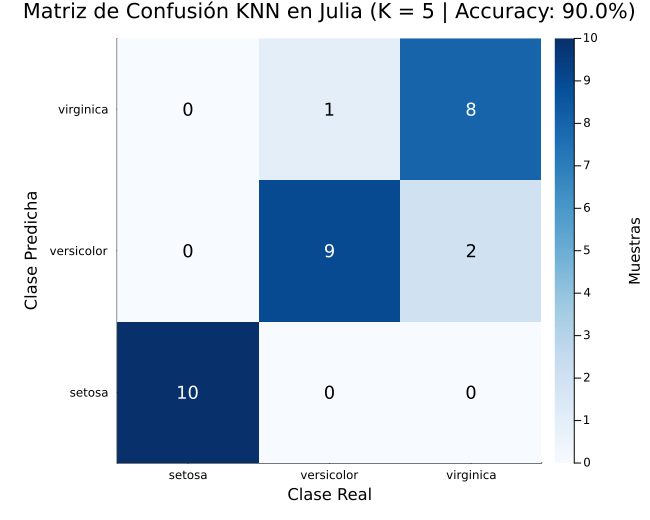 Matriz de Confusión KNN en Julia (K = 5 | Accuracy: 90.0%)
virginica 0 1 8
versicolor 0 9 2
setosa 10 0 0
setosa versicolor virginica
Clase Real
Clase Predicha
10
9
8
7
6
5
4
3
2
1
0
Muestras